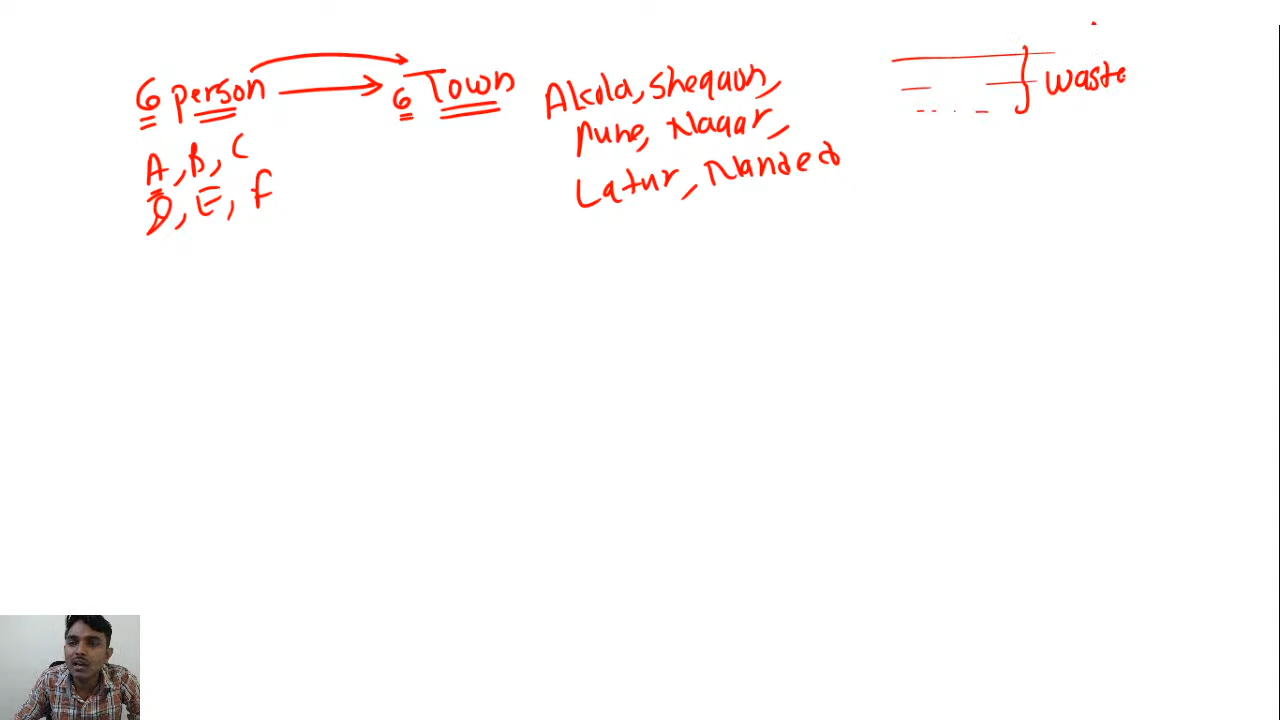 6 person → 6 Town Akola, Shegaon,
Pune, Nagar,
Latur, Nanded
A, B, C
D, E, F
waste